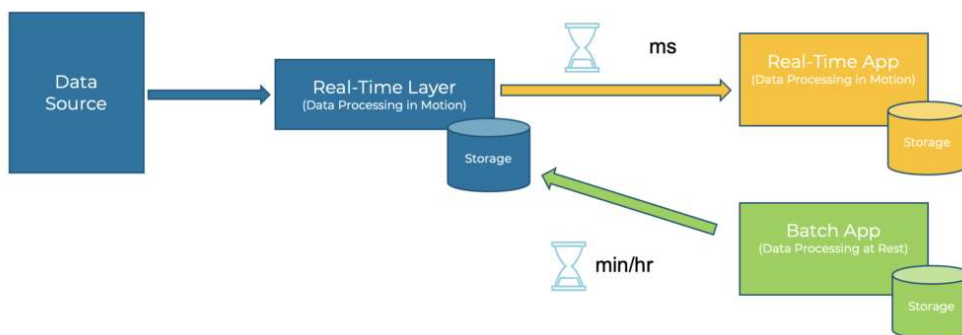 Data
Source
Real-Time Layer
(Data Processing in Motion)
Storage
ms
Real-Time App
(Data Processing in Motion)
Storage
min/hr
Batch App
(Data Processing at Rest)
Storage